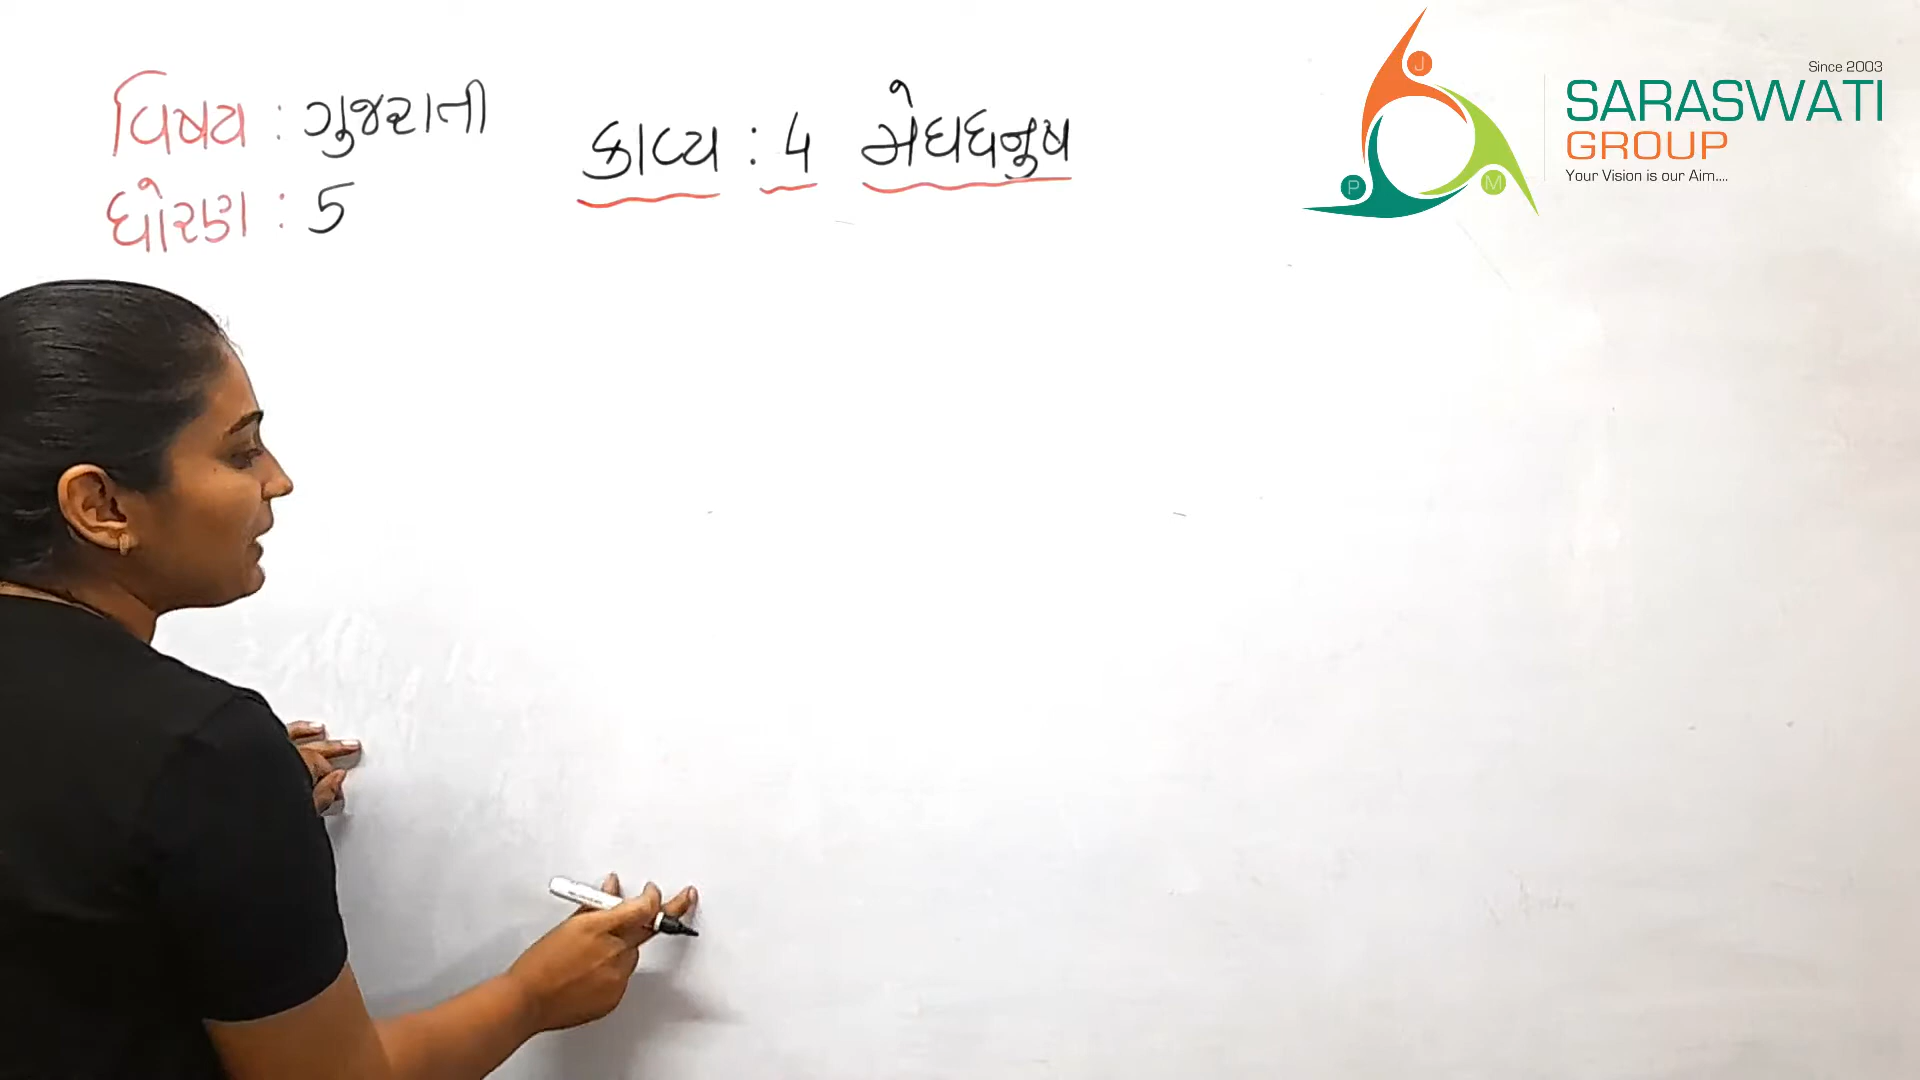 વિષય : ગુજરાતી
ધોરણ : 5
કાવ્ય : 4 મેઘધનુષ
Since 2003
SARASWATI
GROUP
Your Vision is our Aim....
J
P
M